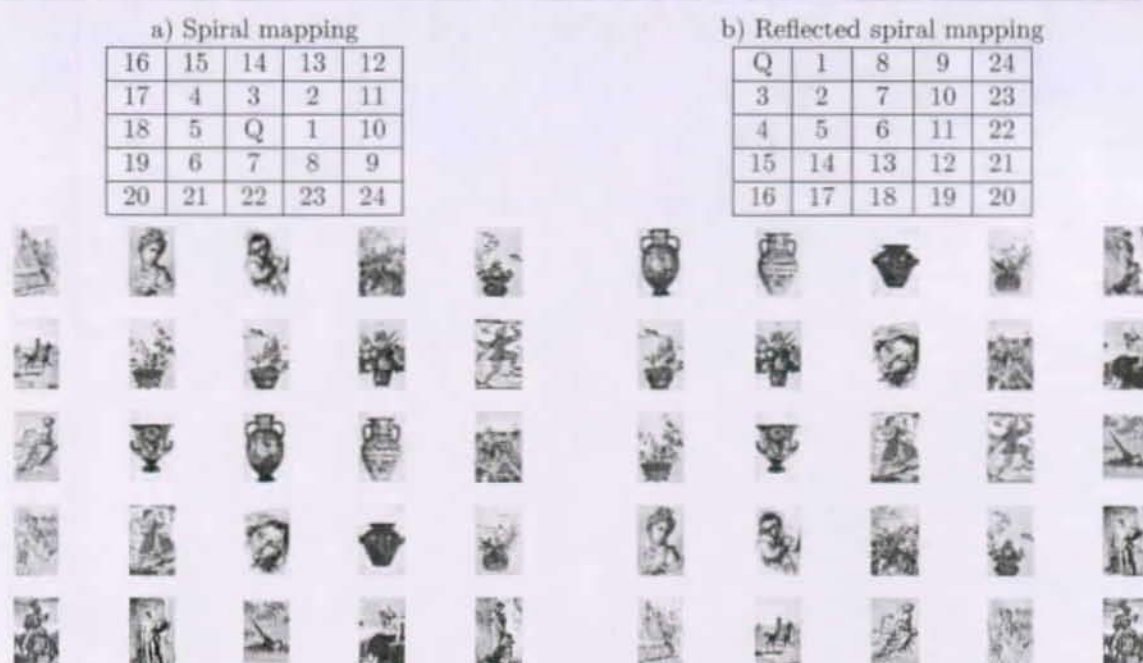 a) Spiral mapping
16 15 14 13 12
17 4 3 2 11
18 5 Q 1 10
19 6 7 8 9
20 21 22 23 24
b) Reflected spiral mapping
Q 1 8 9 24
3 2 7 10 23
4 5 6 11 22
15 14 13 12 21
16 17 18 19 20